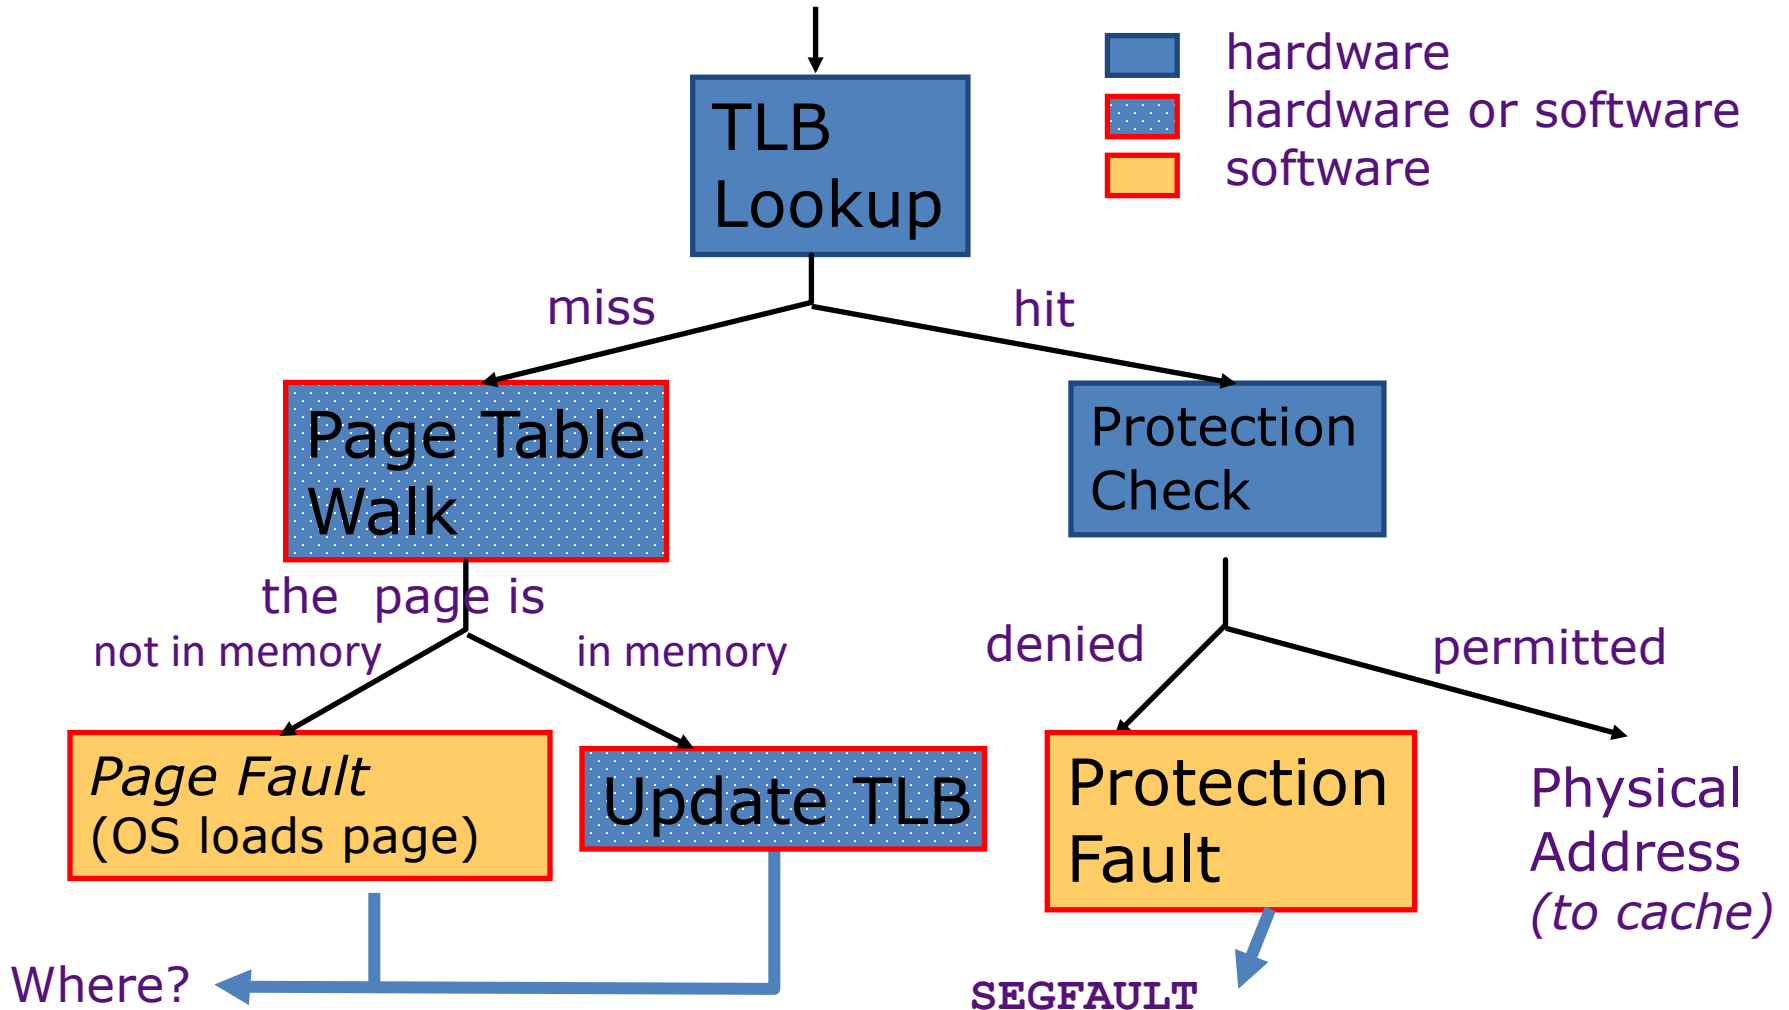 hardware
hardware or software
software
TLB
Lookup
miss
hit
Page Table
Walk
Protection
Check
the page is
not in memory
in memory
denied
permitted
Page Fault
(OS loads page)
Update TLB
Protection
Fault
Physical
Address
(to cache)
Where?
SEGFAULT